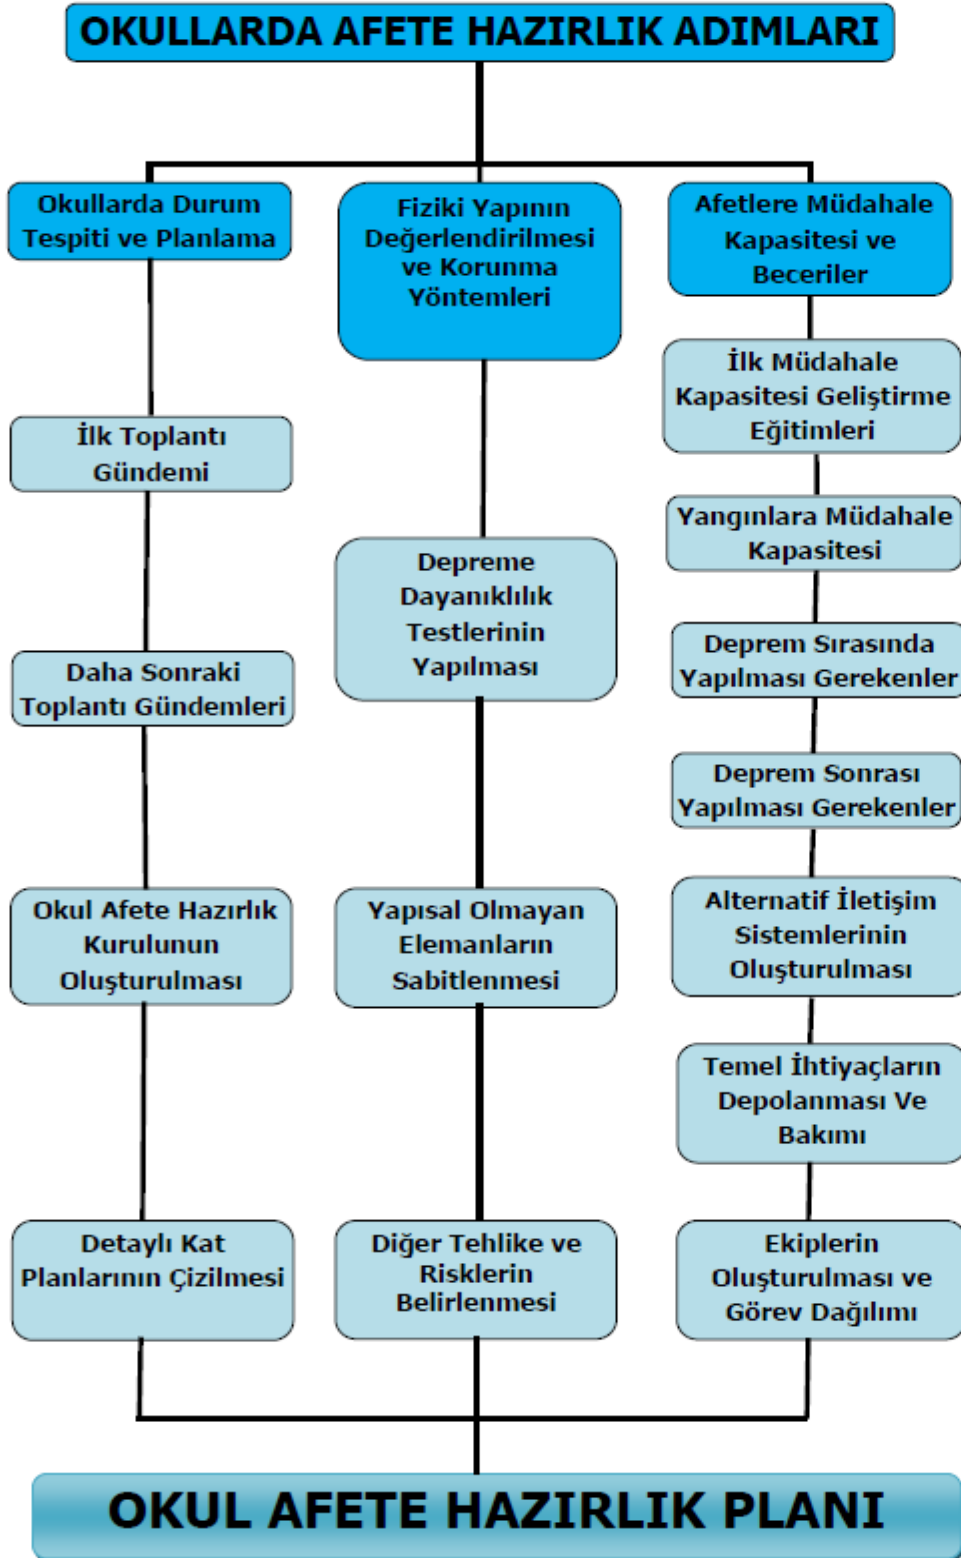 OKULLARDA AFETE HAZIRLIK ADIMLARI
Okullarda Durum
Tespiti ve Planlama
İlk Toplantı
Gündemi
Daha Sonraki
Toplantı Gündemleri
Okul Afete Hazırlık
Kurulunun
Oluşturulması
Detaylı Kat
Planlarının Çizilmesi
Fiziki Yapının
Değerlendirilmesi
ve Korunma
Yöntemleri
Depreme
Dayanıklılık
Testlerinin
Yapılması
Yapısal Olmayan
Elemanların
Sabitlenmesi
Diğer Tehlike ve
Risklerin
Belirlenmesi
Afetlere Müdahale
Kapasitesi ve
Beceriler
İlk Müdahale
Kapasitesi Geliştirme
Eğitimleri
Yangınlara Müdahale
Kapasitesi
Deprem Sırasında
Yapılması Gerekenler
Deprem Sonrası
Yapılması Gerekenler
Alternatif İletişim
Sistemlerinin
Oluşturulması
Temel İhtiyaçların
Depolanması Ve
Bakımı
Ekiplerin
Oluşturulması ve
Görev Dağılımı
OKUL AFETE HAZIRLIK PLANI